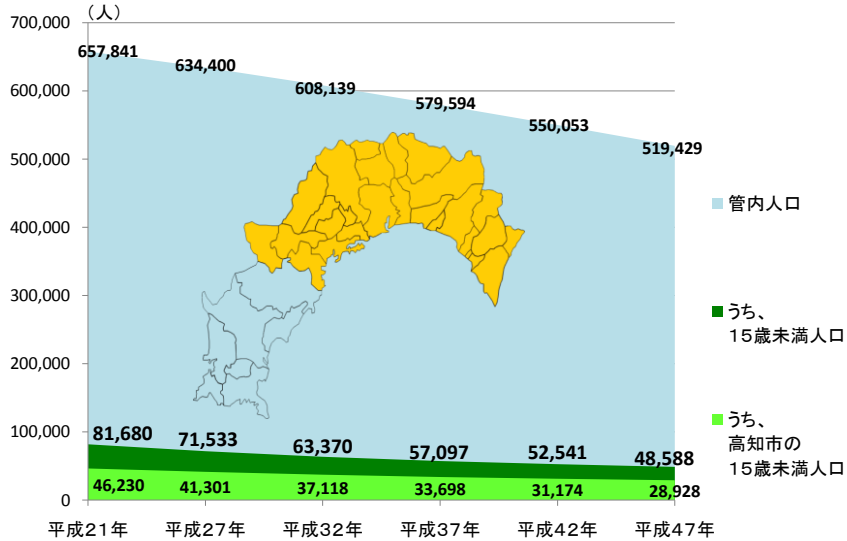 （人）
700,000
600,000
500,000
400,000
300,000
200,000
100,000
0
657,841
634,400
608,139
579,594
550,053
519,429
81,680
71,533
63,370
57,097
52,541
48,588
46,230
41,301
37,118
33,698
31,174
28,928
平成21年
平成27年
平成32年
平成37年
平成42年
平成47年
管内人口
うち、
15歳未満人口
うち、
高知市の
15歳未満人口